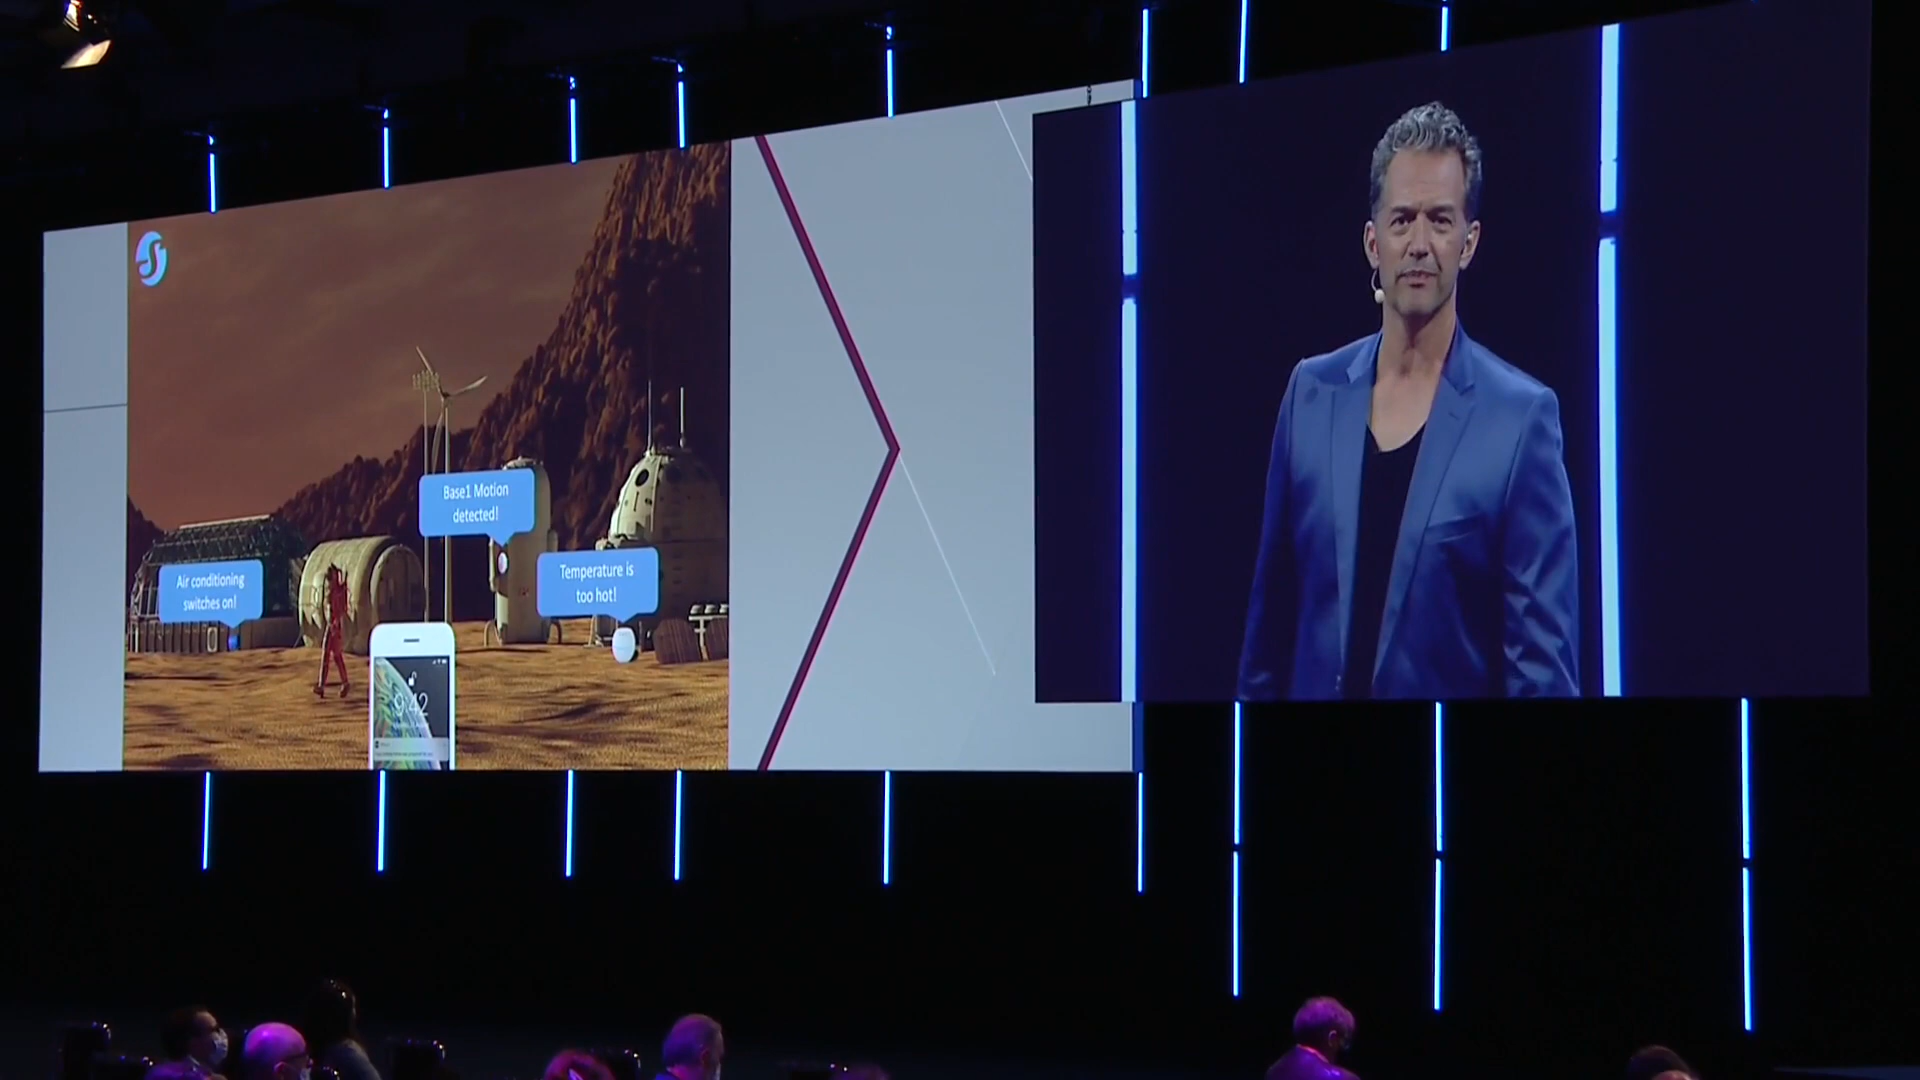 Base1 Motion
detected!
Temperature is
too hot!
Air conditioning
switches on!
9:42